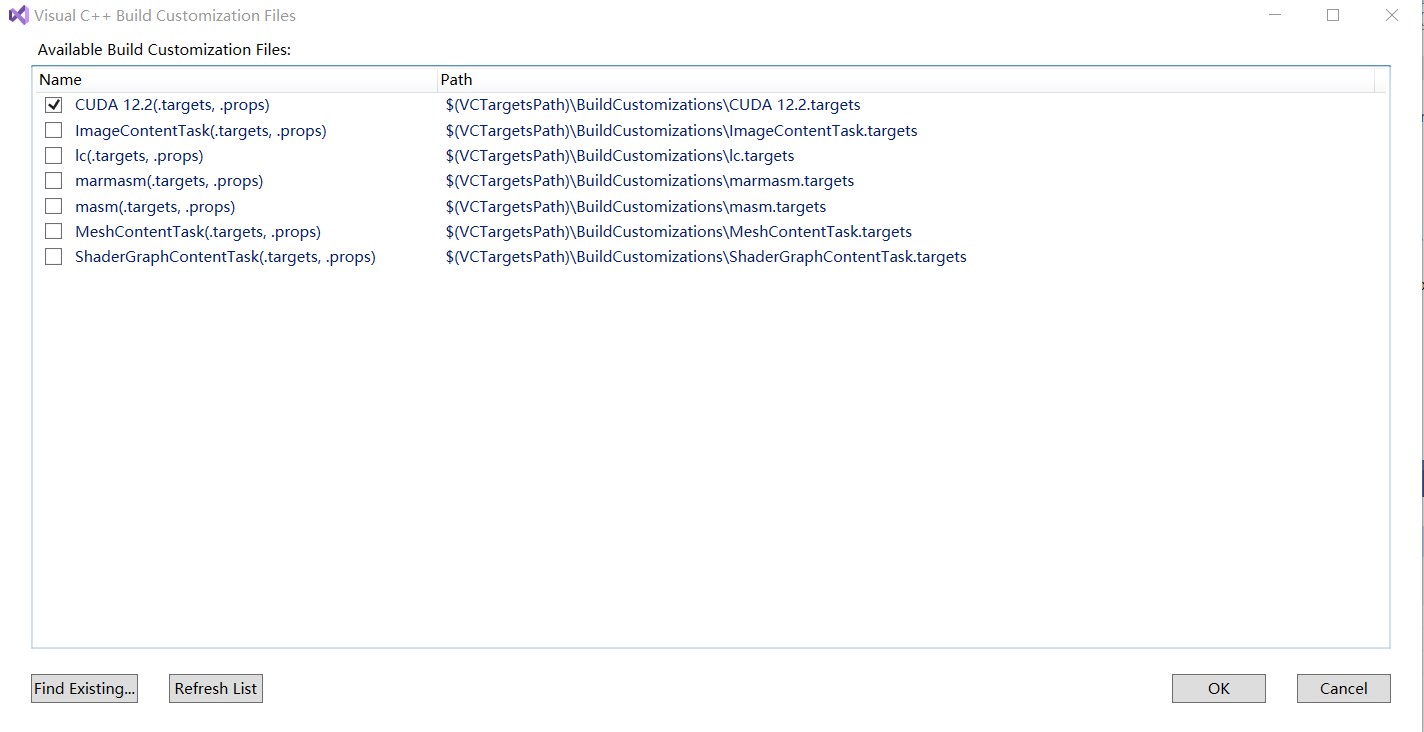 Visual C++ Build Customization Files
Available Build Customization Files:
Name Path
CUDA 12.2(.targets, .props) $(VCTargetsPath)\BuildCustomizations\CUDA 12.2.targets
ImageContentTask(.targets, .props) $(VCTargetsPath)\BuildCustomizations\ImageContentTask.targets
lc(.targets, .props) $(VCTargetsPath)\BuildCustomizations\lc.targets
marmasm(.targets, .props) $(VCTargetsPath)\BuildCustomizations\marmasm.targets
masm(.targets, .props) $(VCTargetsPath)\BuildCustomizations\masm.targets
MeshContentTask(.targets, .props) $(VCTargetsPath)\BuildCustomizations\MeshContentTask.targets
ShaderGraphContentTask(.targets, .props) $(VCTargetsPath)\BuildCustomizations\ShaderGraphContentTask.targets
Find Existing... Refresh List OK Cancel